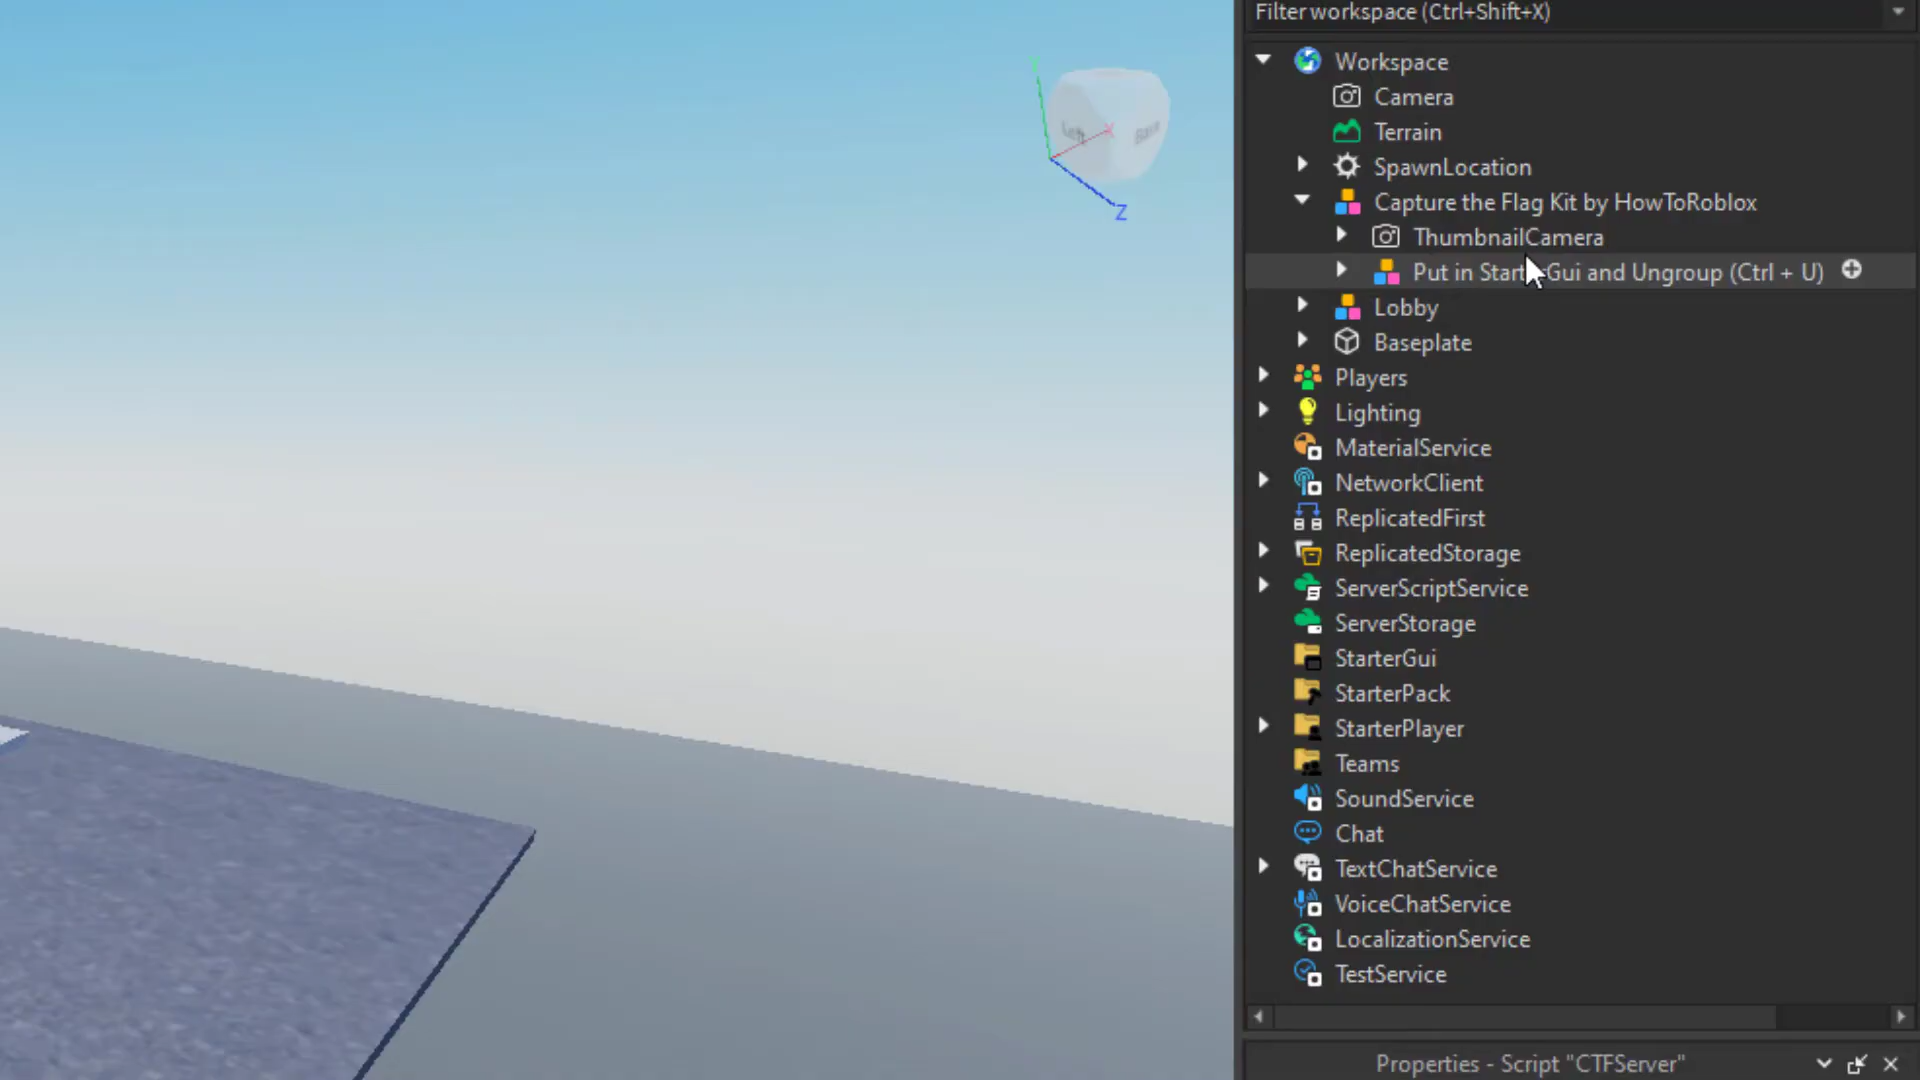 Filter workspace (Ctrl+Shift+X)
Workspace
Camera
Terrain
SpawnLocation
Capture the Flag Kit by HowToRoblox
ThumbnailCamera
Put in Start Gui and Ungroup (Ctrl + U)
Lobby
Baseplate
Players
Lighting
MaterialService
NetworkClient
ReplicatedFirst
ReplicatedStorage
ServerScriptService
ServerStorage
StarterGui
StarterPack
StarterPlayer
Teams
SoundService
Chat
TextChatService
VoiceChatService
LocalizationService
TestService
Properties - Script "CTFServer"
Left
X
Z